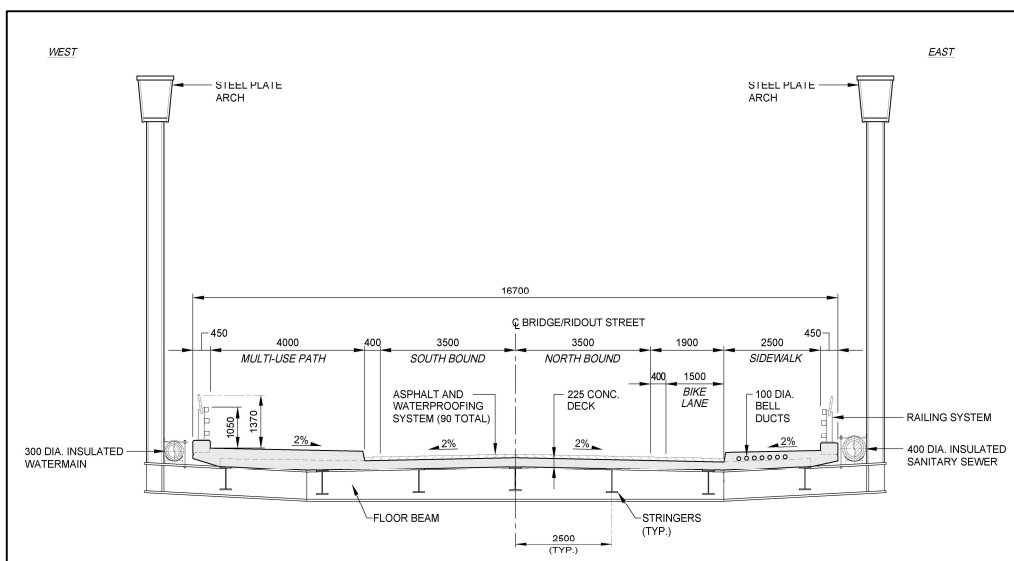 WEST
EAST
STEEL PLATE
ARCH
STEEL PLATE
ARCH
16700
℄ BRIDGE/RIDOUT STREET
450
4000
400
3500
3500
1900
2500
450
MULTI-USE PATH
SOUTH BOUND
NORTH BOUND
SIDEWALK
400
1500
BIKE
LANE
ASPHALT AND
WATERPROOFING
SYSTEM (90 TOTAL)
225 CONC.
DECK
100 DIA.
BELL
DUCTS
1050
1370
RAILING SYSTEM
2%
2%
2%
2%
300 DIA. INSULATED
WATERMAIN
400 DIA. INSULATED
SANITARY SEWER
FLOOR BEAM
STRINGERS
(TYP.)
2500
(TYP.)